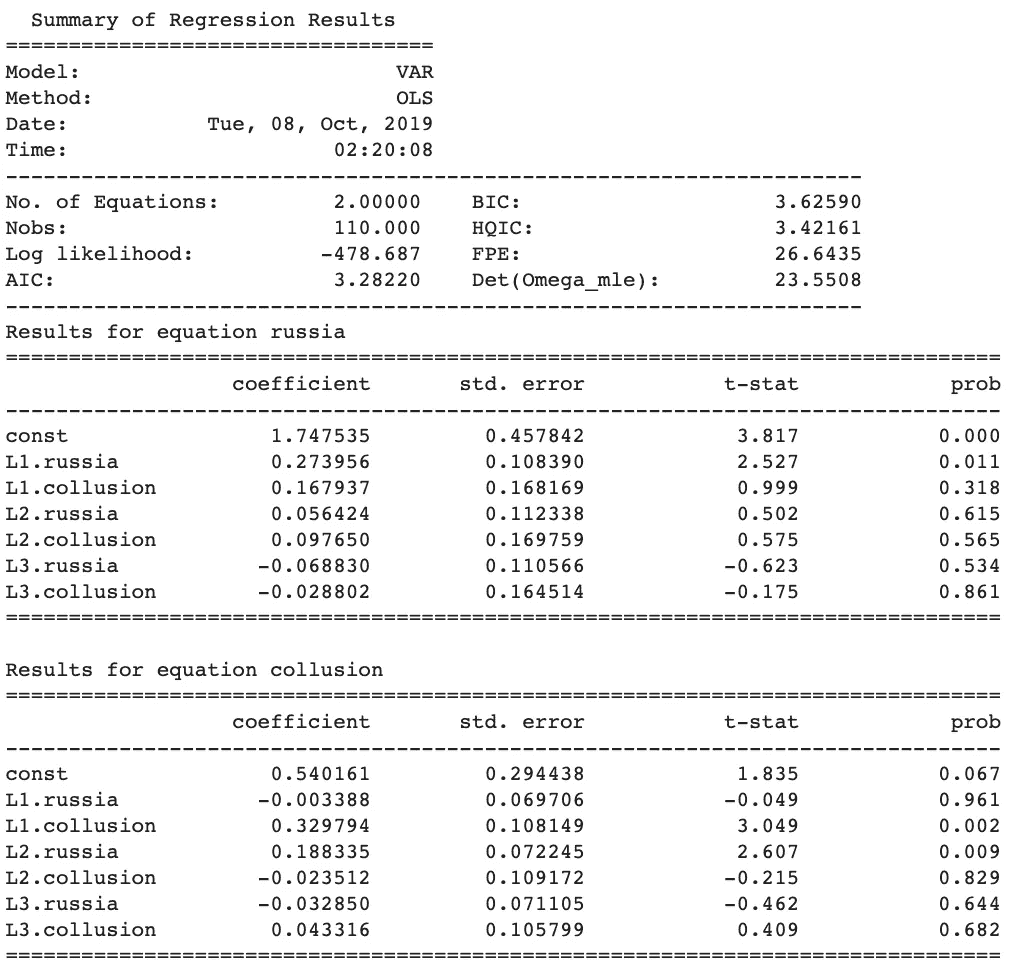 Summary of Regression Results
==================================
Model:                         VAR
Method:                        OLS
Date:           Tue, 08, Oct, 2019
Time:                     02:20:08
--------------------------------------------------------------------
No. of Equations:         2.00000    BIC:                    3.62590
Nobs:                     110.000    HQIC:                   3.42161
Log likelihood:          -478.687    FPE:                    26.6435
AIC:                      3.28220    Det(Omega_mle):         23.5508
--------------------------------------------------------------------
Results for equation russia
===============================================================================
                  coefficient       std. error           t-stat            prob
-------------------------------------------------------------------------------
const                1.747535         0.457842            3.817           0.000
L1.russia            0.273956         0.108390            2.527           0.011
L1.collusion         0.167937         0.168169            0.999           0.318
L2.russia            0.056424         0.112338            0.502           0.615
L2.collusion         0.097650         0.169759            0.575           0.565
L3.russia           -0.068830         0.110566           -0.623           0.534
L3.collusion        -0.028802         0.164514           -0.175           0.861
===============================================================================

Results for equation collusion
===============================================================================
                  coefficient       std. error           t-stat            prob
-------------------------------------------------------------------------------
const                0.540161         0.294438            1.835           0.067
L1.russia           -0.003388         0.069706           -0.049           0.961
L1.collusion         0.329794         0.108149            3.049           0.002
L2.russia            0.188335         0.072245            2.607           0.009
L2.collusion        -0.023512         0.109172           -0.215           0.829
L3.russia           -0.032850         0.071105           -0.462           0.644
L3.collusion         0.043316         0.105799            0.409           0.682
===============================================================================